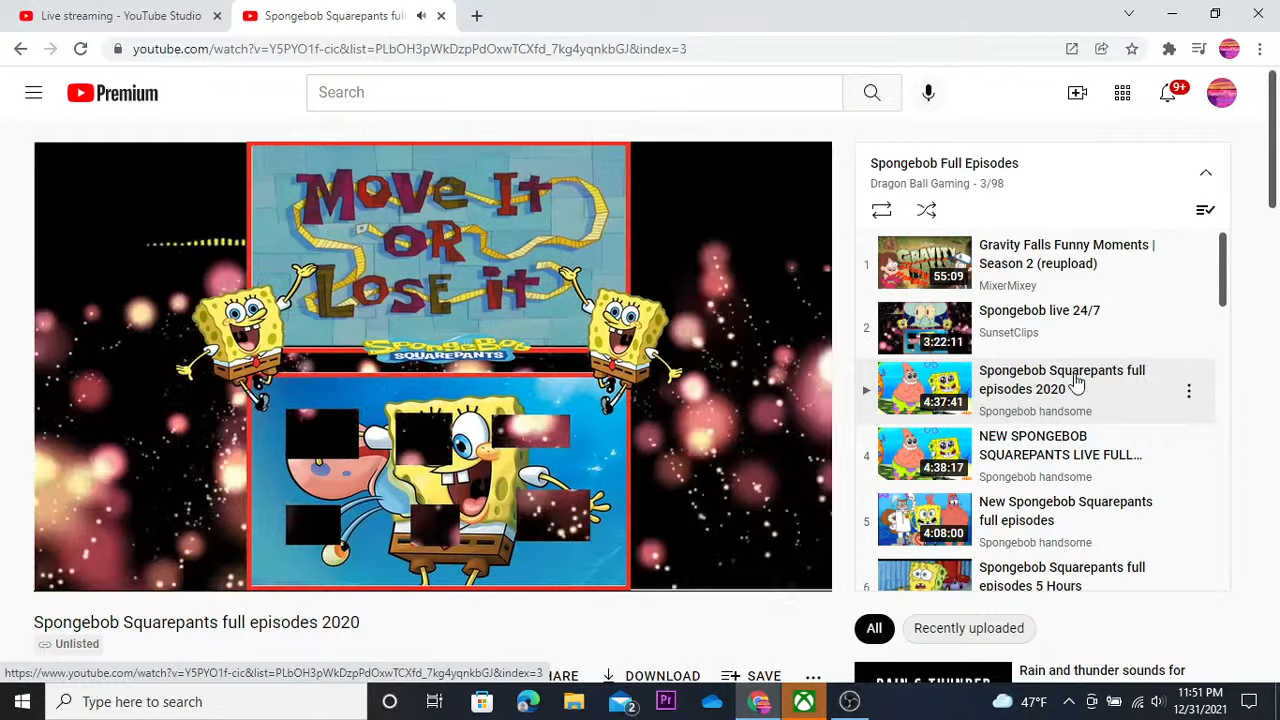 Live streaming - YouTube Studio
Spongebob Squarepants full
youtube.com/watch?v=Y5PYO1f-cic&list=PLbOH3pWkDzpPdOxwTCXfd_7kg4yqnkbGJ&index=3
Premium
Search
9+
MOVE IT
OR
LOSE IT
SPONGEBOB
SQUAREPANTS
Spongebob Full Episodes
Dragon Ball Gaming - 3/98
1
GRAVITY
55:09
Gravity Falls Funny Moments |
Season 2 (reupload)
MixerMixey
2
3:22:11
Spongebob live 24/7
SunsetClips
4:37:41
Spongebob Squarepants full
episodes 2020
Spongebob handsome
4
4:38:17
NEW SPONGEBOB
SQUAREPANTS LIVE FULL...
Spongebob handsome
5
4:08:00
New Spongebob Squarepants
full episodes
Spongebob handsome
6
Spongebob Squarepants full
episodes 5 Hours
Spongebob Squarepants full episodes 2020
Unlisted
All
Recently uploaded
https://www.youtube.com/watch?v=Y5PYO1f-cic&list=PLbOH3pWkDzpPdOxwTCXfd_7kg4yqnkbGJ&index=3
HARE
DOWNLOAD
SAVE
RAIN & THUNDER
Rain and thunder sounds for
Type here to search
2
Pr
47°F
11:51 PM
12/31/2021